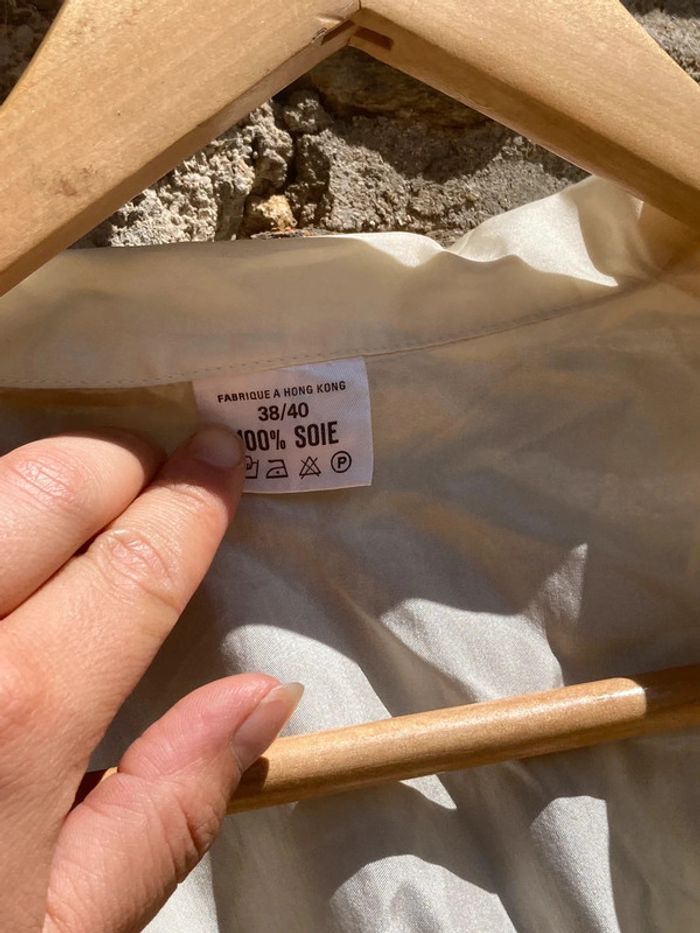 FABRIQUE A HONG KONG
38/40
100% SOIE
P